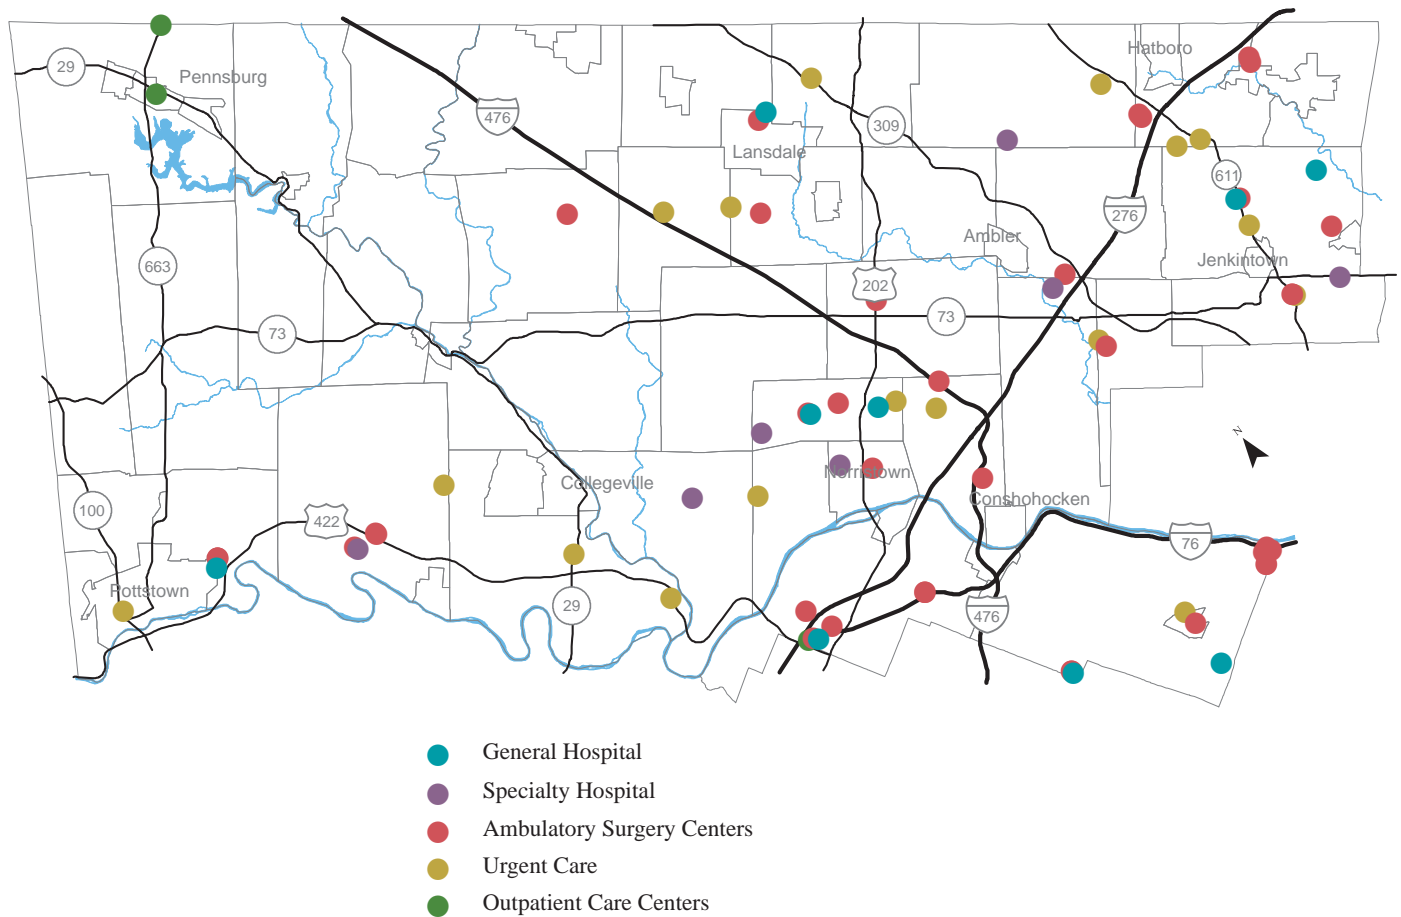 Hatboro
29
Pennsburg
476
309
Lansdale
611
276
Ambler
Jenkintown
663
202
73
73
N
Norristown
Collegeville
Conshohocken
100
422
76
Pottstown
29
476
General Hospital
Specialty Hospital
Ambulatory Surgery Centers
Urgent Care
Outpatient Care Centers